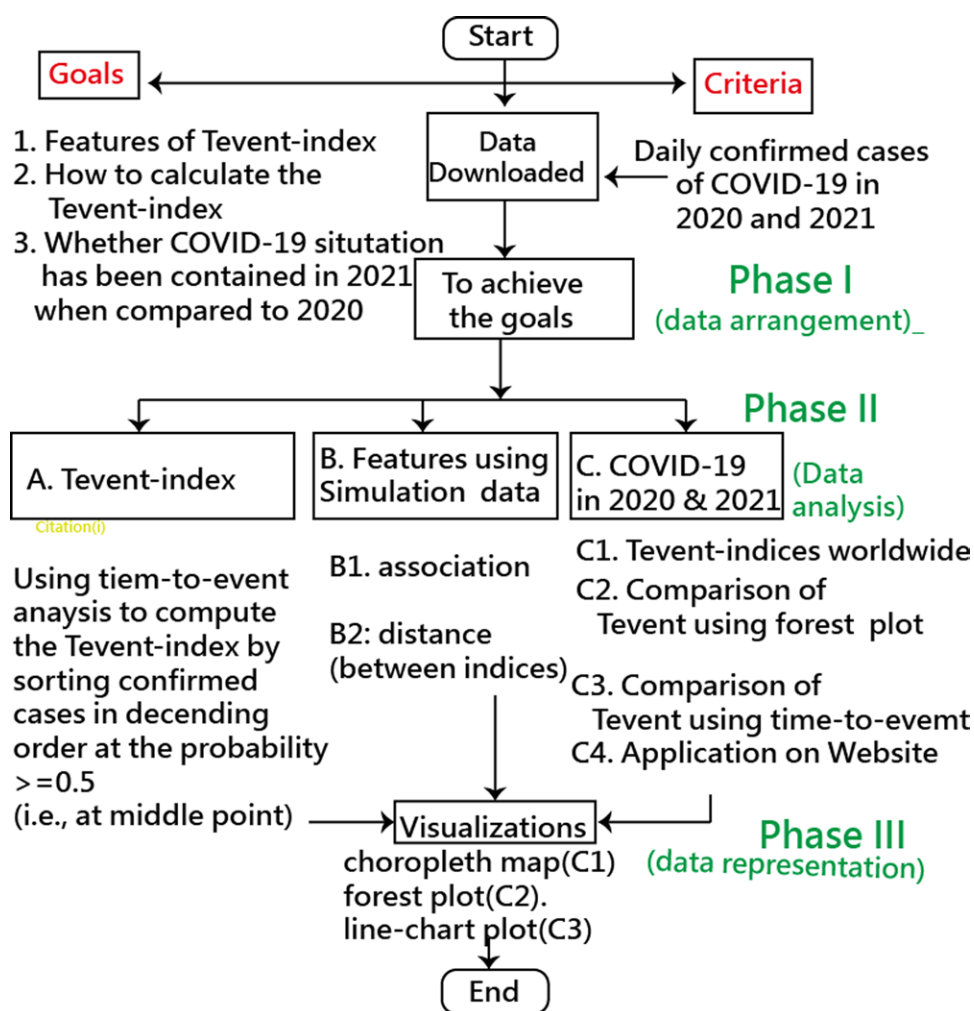 Start
Goals
Criteria
1. Features of Tevent-index
2. How to calculate the
Tevent-index
3. Whether COVID-19 situtation
has been contained in 2021
when compared to 2020
Data
Downloaded
Daily confirmed cases
of COVID-19 in
2020 and 2021
To achieve
the goals
Phase I
(data arrangement)_
Phase II
(Data
analysis)
A. Tevent-index
Citation(i)
B. Features using
Simulation data
C. COVID-19
in 2020 & 2021
Using tiem-to-event
anaysis to compute
the Tevent-index by
sorting confirmed
cases in decending
order at the probability
>=0.5
(i.e., at middle point)
B1. association
B2: distance
(between indices)
C1. Tevent-indices worldwide
C2. Comparison of
Tevent using forest plot
C3. Comparison of
Tevent using time-to-evemt
C4. Application on Website
Visualizations
choropleth map(C1)
forest plot(C2).
line-chart plot(C3)
Phase III
(data representation)
End